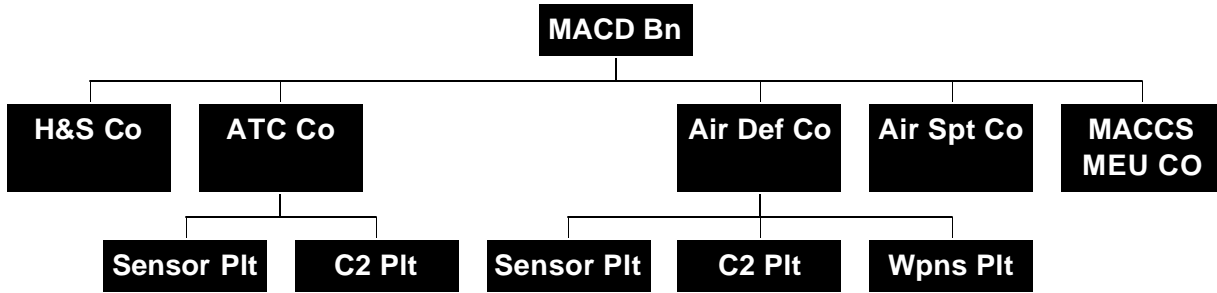 MACD Bn
H&S Co
ATC Co
Air Def Co
Air Spt Co
MACCS
MEU CO
Sensor Plt
C2 Plt
Sensor Plt
C2 Plt
Wpns Plt